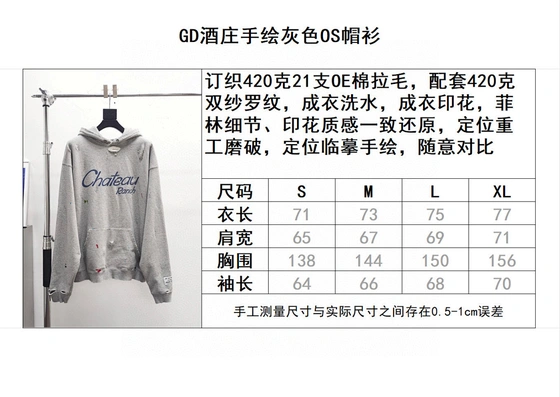 GD酒庄手绘灰色OS帽衫
订织420克21支OE棉拉毛，配套420克
双纱罗纹，成衣洗水，成衣印花，菲
林细节、印花质感一致还原，定位重
工磨破，定位临摹手绘，随意对比
Chateau
Ranch
尺码 S M L XL
衣长 71 73 75 77
肩宽 65 67 69 71
胸围 138 144 150 156
袖长 64 66 68 70
手工测量尺寸与实际尺寸之间存在0.5-1cm误差